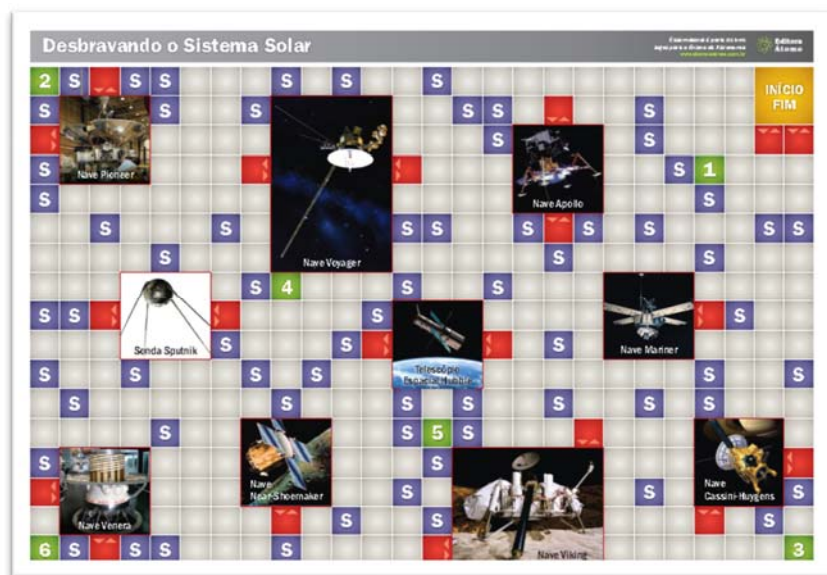 Desbravando o Sistema Solar
Editora
Átomo
2 S S S S S S
INÍCIO
FIM
S S S S S S
S S
S S 1
Nave Pioneer
S S
Nave Apollo
S S S S S S S S S
S S S
Nave Voyager
S 4 S S
S S S S
S S S
Sonda Sputnik
Nave Mariner
S S S S S S
Telescópio
Espacial Hubble
S S S S S S S
S S 5 S
S S S
S S S
Nave
Near-Shoemaker
Nave
Cassini-Huygens
S S S
Nave Venera
6 S S S S 3
Nave Viking